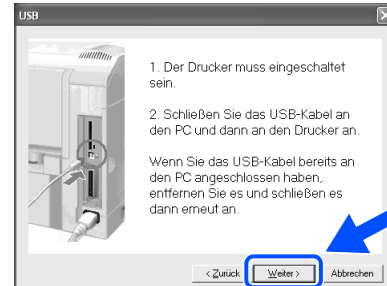 USB
1. Der Drucker muss eingeschaltet
sein.
2. Schließen Sie das USB-Kabel an
den PC und dann an den Drucker an.
Wenn Sie das USB-Kabel bereits an
den PC angeschlossen haben,
entfernen Sie es und schließen es
dann erneut an.
< Zurück Weiter > Abbrechen